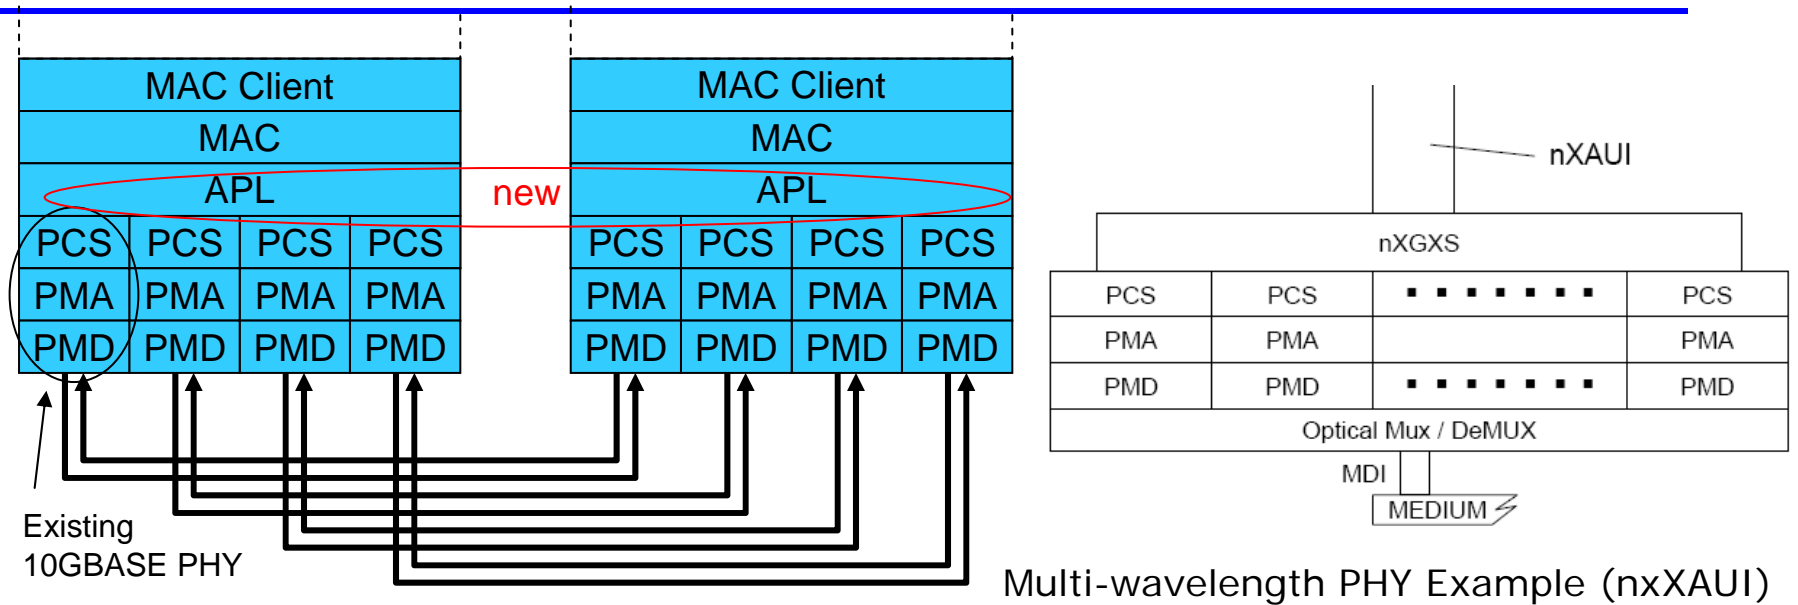 MAC Client
MAC
APL
PCS PCS PCS PCS
PMA PMA PMA PMA
PMD PMD PMD PMD
new
MAC Client
MAC
APL
PCS PCS PCS PCS
PMA PMA PMA PMA
PMD PMD PMD PMD
Existing
10GBASE PHY
nXAUI
nXGXS
PCS PCS PCS
PMA PMA PMA
PMD PMD PMD
Optical Mux / DeMUX
MDI
MEDIUM
Multi-wavelength PHY Example (nxXAUI)